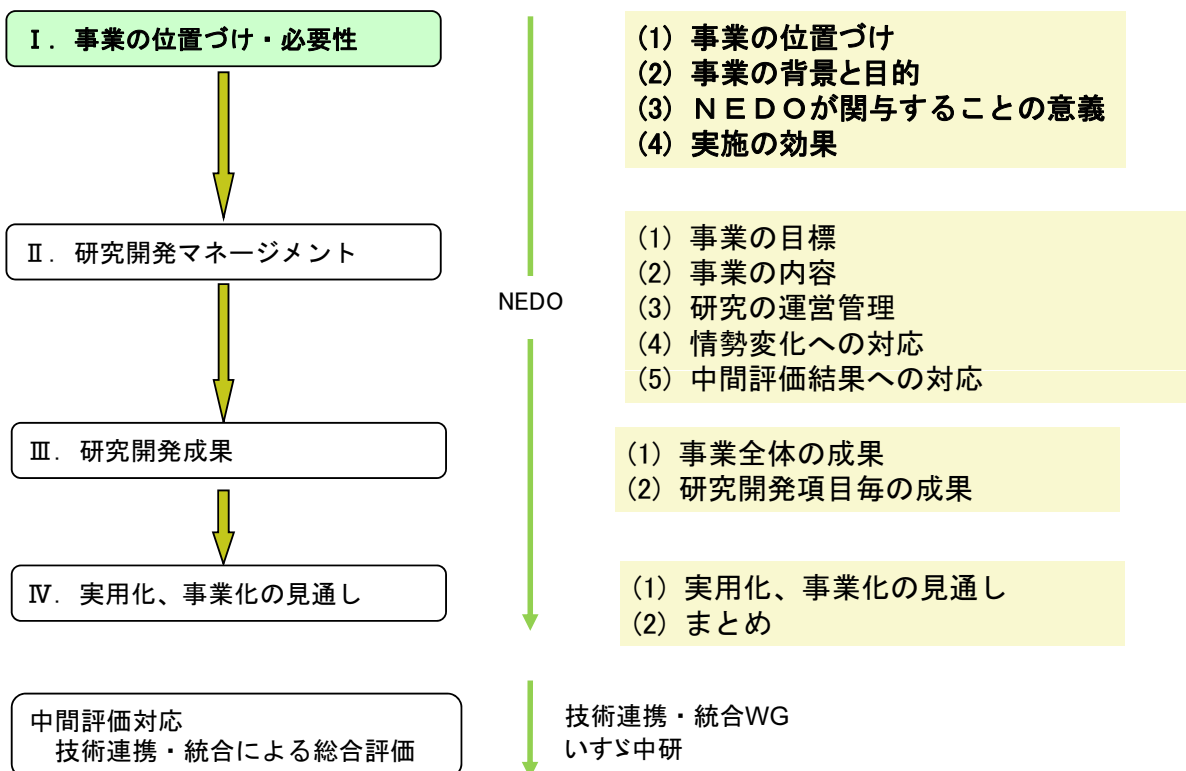 Ⅰ. 事業の位置づけ・必要性
(1) 事業の位置づけ
(2) 事業の背景と目的
(3) NEDOが関与することの意義
(4) 実施の効果
Ⅱ. 研究開発マネージメント
(1) 事業の目標
(2) 事業の内容
(3) 研究の運営管理
(4) 情勢変化への対応
(5) 中間評価結果への対応
NEDO
Ⅲ. 研究開発成果
(1) 事業全体の成果
(2) 研究開発項目毎の成果
Ⅳ. 実用化、事業化の見通し
(1) 実用化、事業化の見通し
(2) まとめ
中間評価対応
技術連携・統合による総合評価
技術連携・統合WG
いすゞ中研